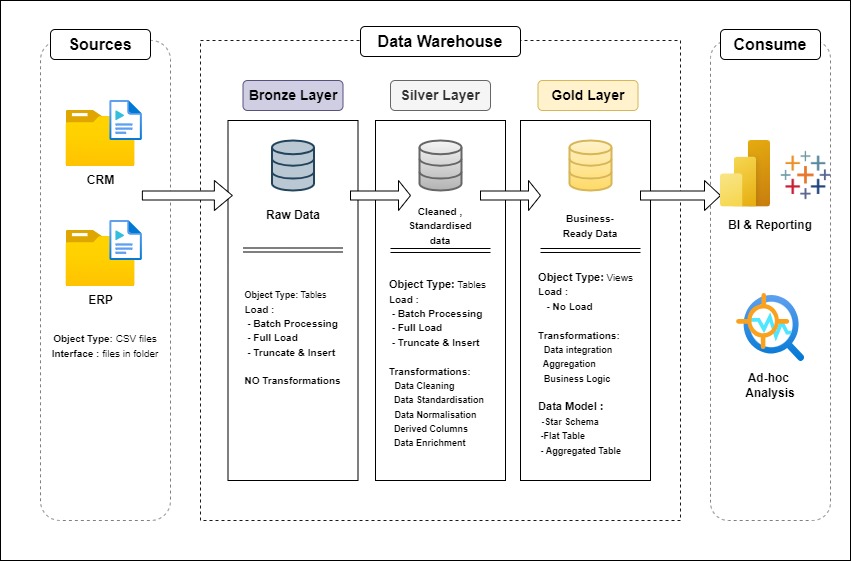 Sources
CRM
ERP
Object Type: CSV files
Interface : files in folder
Data Warehouse
Bronze Layer
Raw Data
Object Type: Tables
Load :
- Batch Processing
- Full Load
- Truncate & Insert
NO Transformations
Silver Layer
Cleaned ,
Standardised
data
Object Type: Tables
Load :
- Batch Processing
- Full Load
- Truncate & Insert
Transformations:
Data Cleaning
Data Standardisation
Data Normalisation
Derived Columns
Data Enrichment
Gold Layer
Business-
Ready Data
Object Type: Views
Load :
- No Load
Transformations:
Data integration
Aggregation
Business Logic
Data Model :
-Star Schema
-Flat Table
- Aggregated Table
Consume
BI & Reporting
Ad-hoc
Analysis